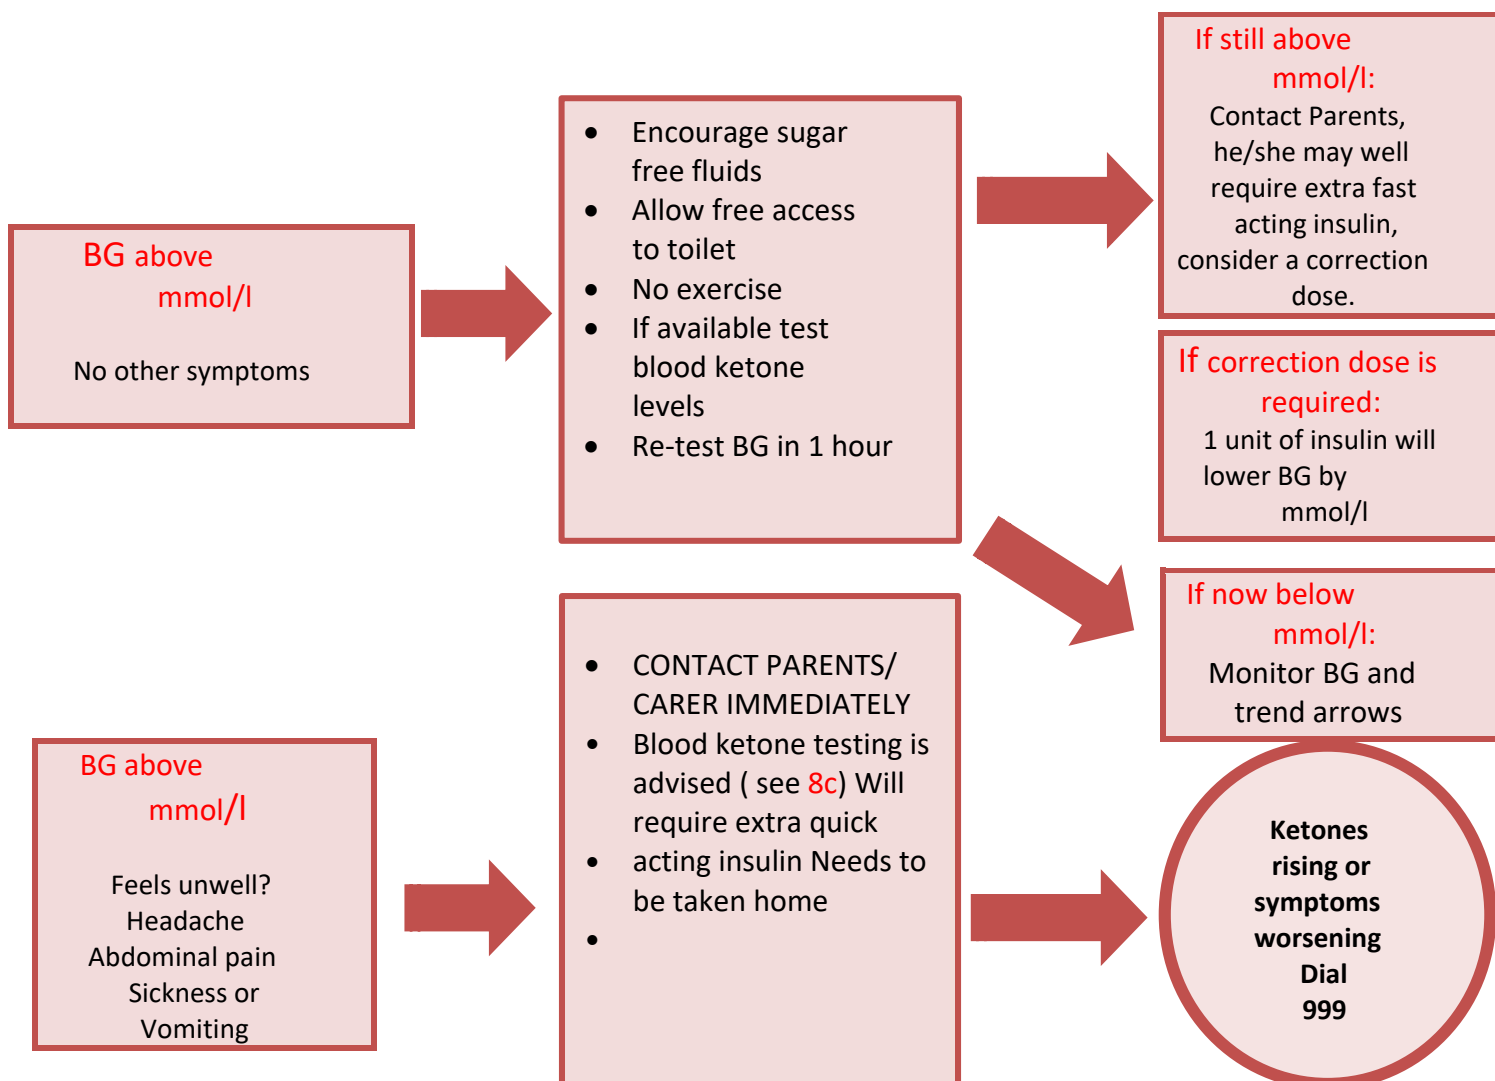 BG above
mmol/l
No other symptoms
• Encourage sugar
free fluids
• Allow free access
to toilet
• No exercise
• If available test
blood ketone
levels
• Re-test BG in 1 hour
If still above
mmol/l:
Contact Parents,
he/she may well
require extra fast
acting insulin,
consider a correction
dose.
If correction dose is
required:
1 unit of insulin will
lower BG by
mmol/l
If now below
mmol/l:
Monitor BG and
trend arrows
BG above
mmol/l
Feels unwell?
Headache
Abdominal pain
Sickness or
Vomiting
• CONTACT PARENTS/
CARER IMMEDIATELY
• Blood ketone testing is
advised ( see 8c) Will
require extra quick
• acting insulin Needs to
be taken home
•
Ketones
rising or
symptoms
worsening
Dial
999